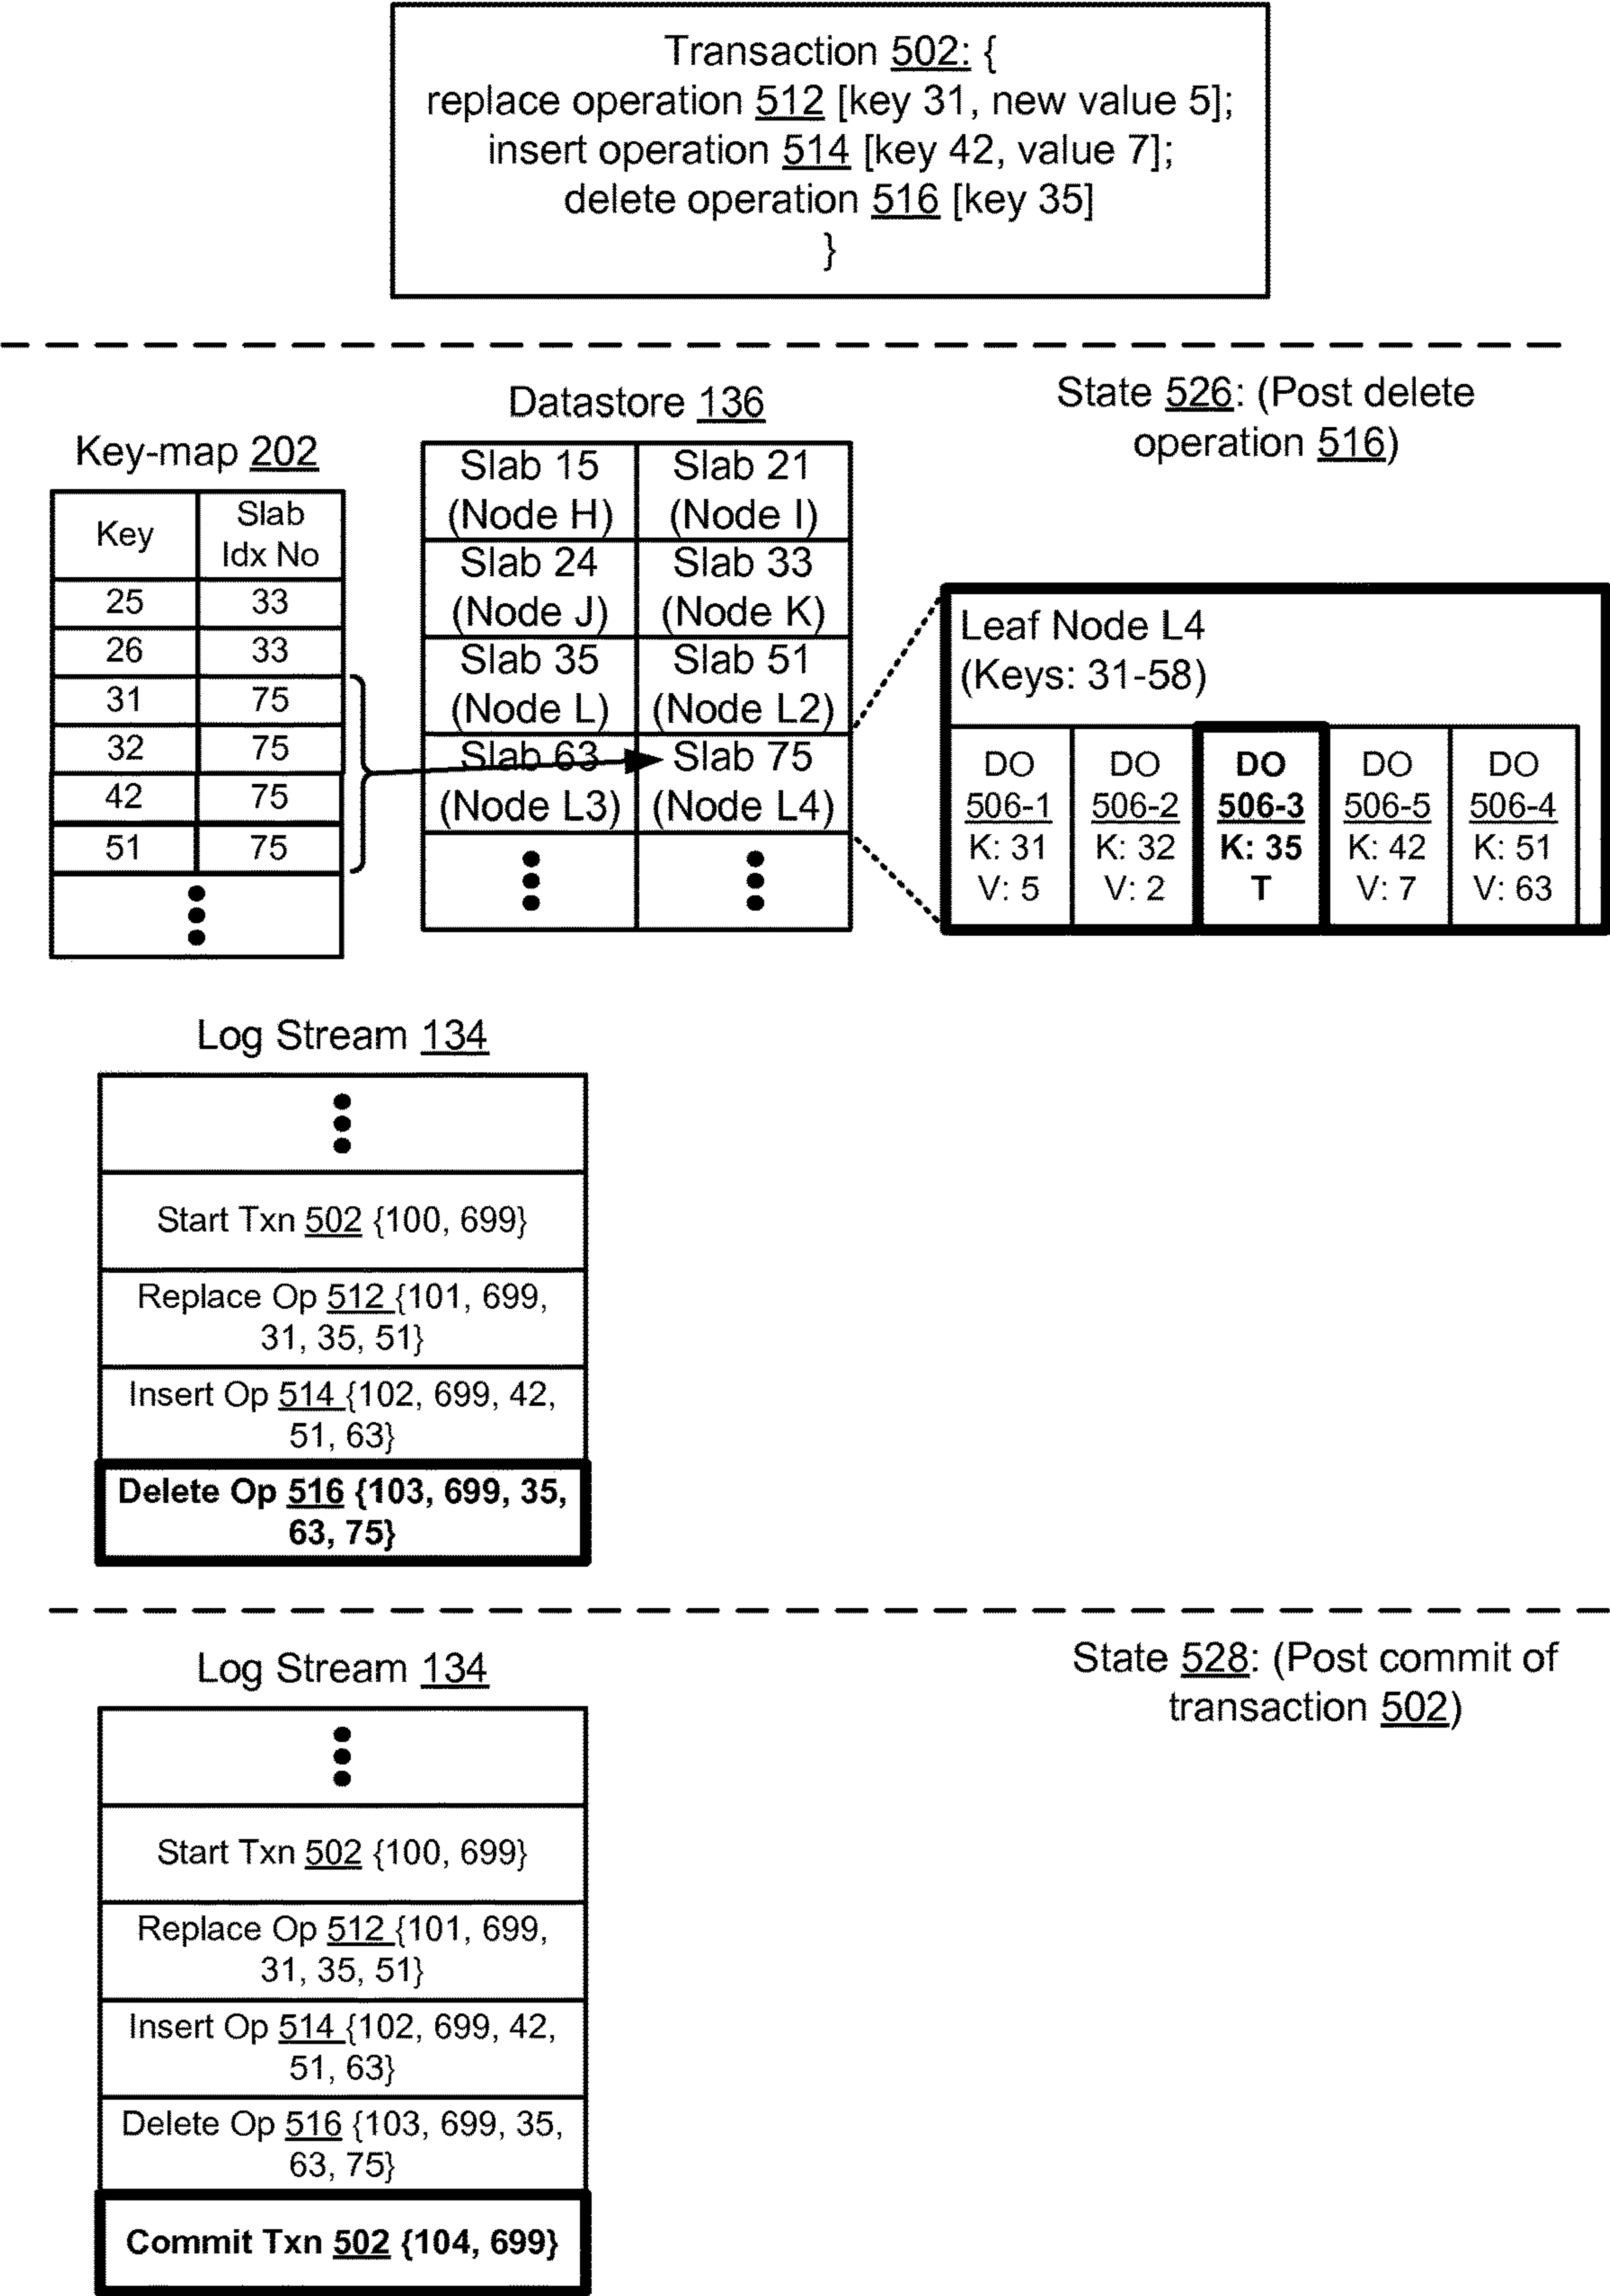 Transaction 502: {
replace operation 512 [key 31, new value 5];
insert operation 514 [key 42, value 7];
delete operation 516 [key 35]
}
State 526: (Post delete
operation 516)
Datastore 136
Key-map 202
Key
Slab
Idx No
25 33
26 33
31 75
32 75
42 75
51 75
Slab 15
(Node H)
Slab 21
(Node I)
Slab 24
(Node J)
Slab 33
(Node K)
Slab 35
(Node L)
Slab 51
(Node L2)
Slab 63
(Node L3)
Slab 75
(Node L4)
Leaf Node L4
(Keys: 31-58)
DO
506-1
K: 31
V: 5
DO
506-2
K: 32
V: 2
DO
506-3
K: 35
T
DO
506-5
K: 42
V: 7
DO
506-4
K: 51
V: 63
Log Stream 134
Start Txn 502 {100, 699}
Replace Op 512 {101, 699,
31, 35, 51}
Insert Op 514 {102, 699, 42,
51, 63}
Delete Op 516 {103, 699, 35,
63, 75}
State 528: (Post commit of
transaction 502)
Log Stream 134
Start Txn 502 {100, 699}
Replace Op 512 {101, 699,
31, 35, 51}
Insert Op 514 {102, 699, 42,
51, 63}
Delete Op 516 {103, 699, 35,
63, 75}
Commit Txn 502 {104, 699}